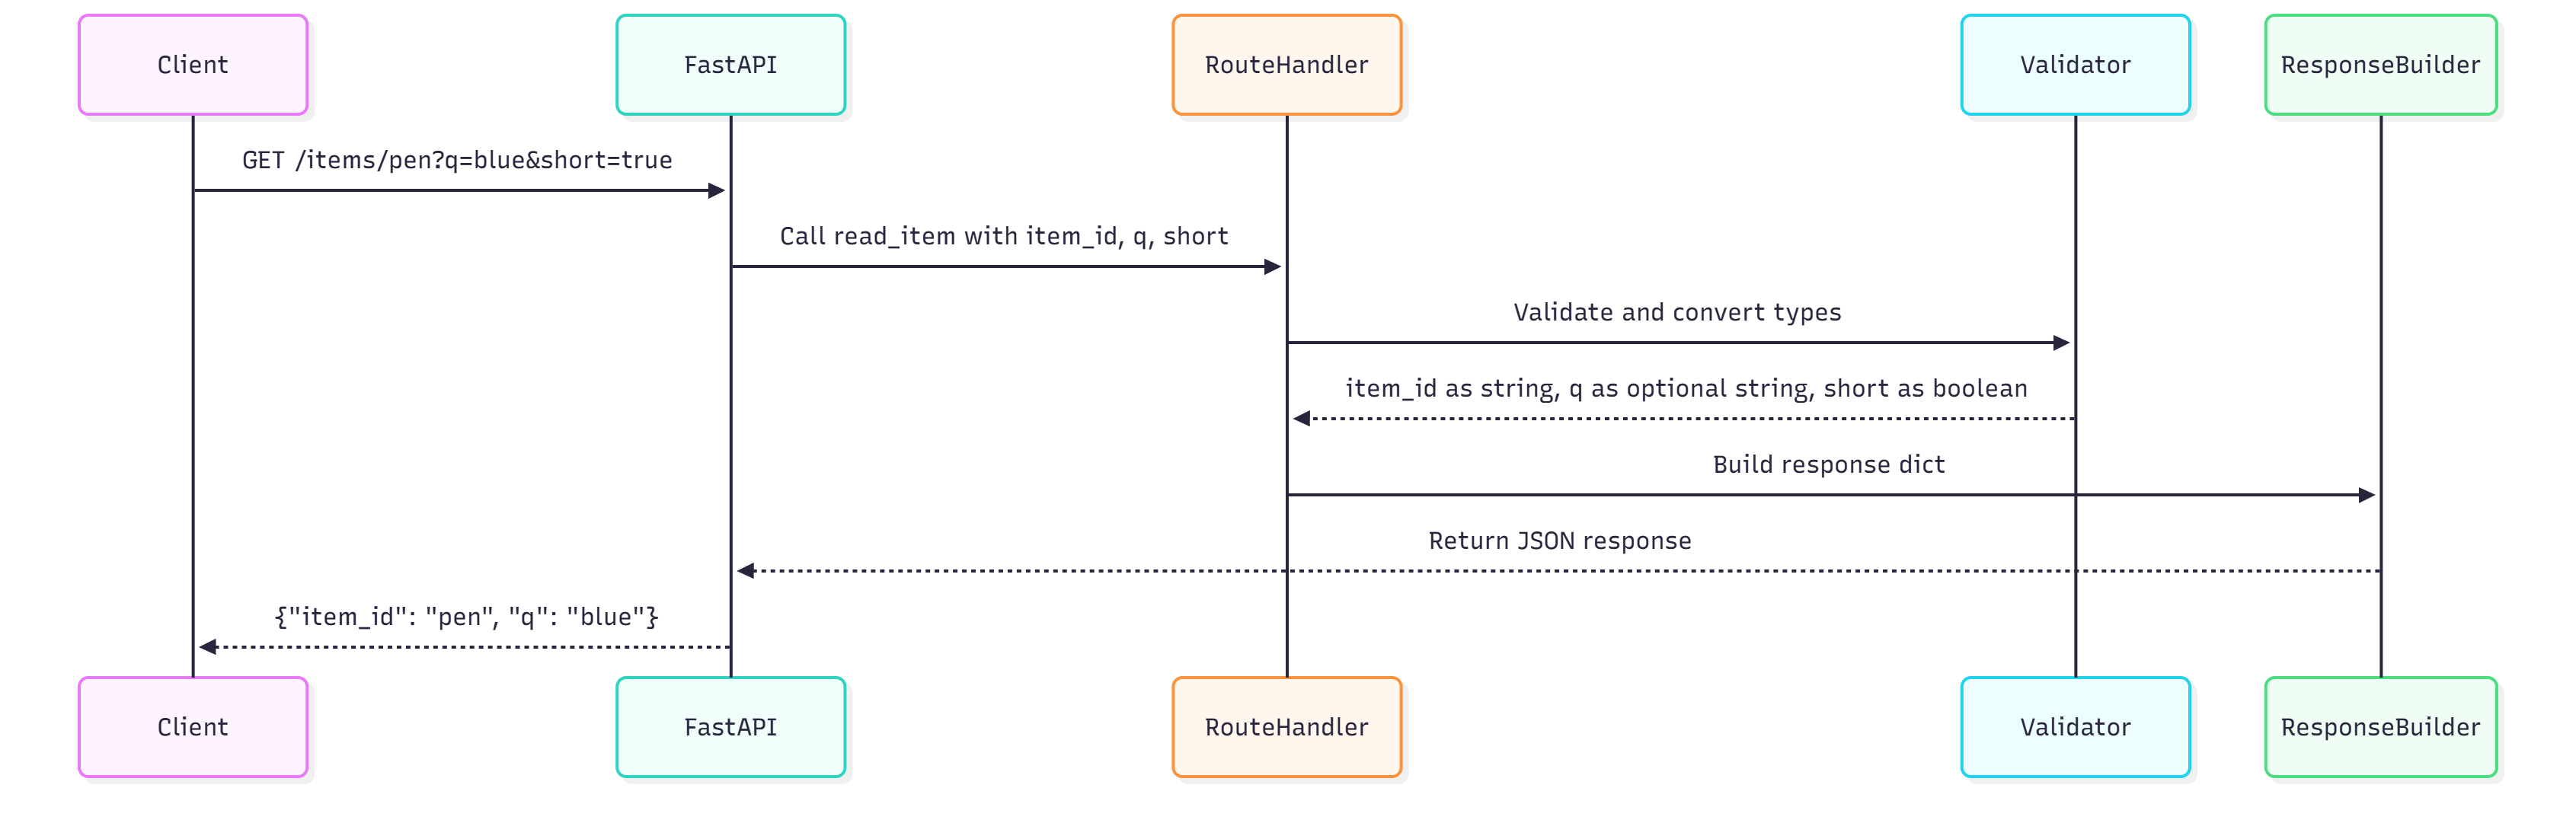 Client
FastAPI
RouteHandler
Validator
ResponseBuilder
GET /items/pen?q=blue&short=true
Call read_item with item_id, q, short
Validate and convert types
item_id as string, q as optional string, short as boolean
Build response dict
Return JSON response
{"item_id": "pen", "q": "blue"}
Client
FastAPI
RouteHandler
Validator
ResponseBuilder